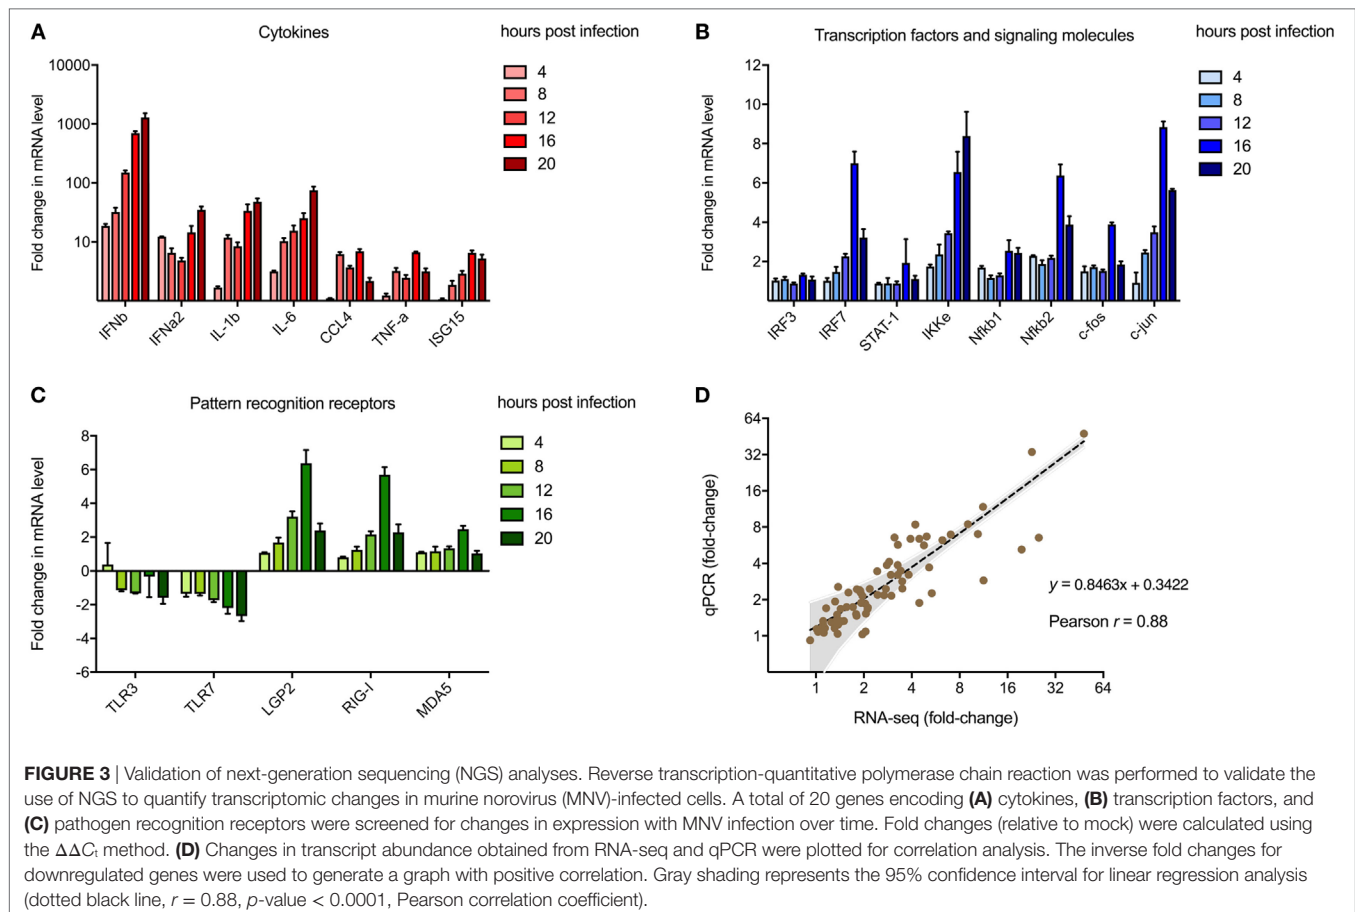 A
Cytokines
hours post infection
4
8
12
16
20
Fold change in mRNA level
10000
1000
100
10
IFNb
IFNa2
IL-1b
IL-6
CCL4
TNF-a
ISG15
B
Transcription factors and signaling molecules
hours post infection
4
8
12
16
20
Fold change in mRNA level
12
10
8
6
4
2
IRF3
IRF7
STAT-1
IKKe
Nfkb1
Nfkb2
c-fos
c-jun
C
Pattern recognition receptors
hours post infection
4
8
12
16
20
Fold change in mRNA level
8
6
4
2
0
-2
-4
-6
TLR3
TLR7
LGP2
RIG-I
MDA5
D
qPCR (fold-change)
64
32
16
8
4
2
1
y = 0.8463x + 0.3422
Pearson r = 0.88
1 2 4 8 16 32 64
RNA-seq (fold-change)
FIGURE 3 | Validation of next-generation sequencing (NGS) analyses. Reverse transcription-quantitative polymerase chain reaction was performed to validate the
use of NGS to quantify transcriptomic changes in murine norovirus (MNV)-infected cells. A total of 20 genes encoding (A) cytokines, (B) transcription factors, and
(C) pathogen recognition receptors were screened for changes in expression with MNV infection over time. Fold changes (relative to mock) were calculated using
the ΔΔCt method. (D) Changes in transcript abundance obtained from RNA-seq and qPCR were plotted for correlation analysis. The inverse fold changes for
downregulated genes were used to generate a graph with positive correlation. Gray shading represents the 95% confidence interval for linear regression analysis
(dotted black line, r = 0.88, p-value < 0.0001, Pearson correlation coefficient).